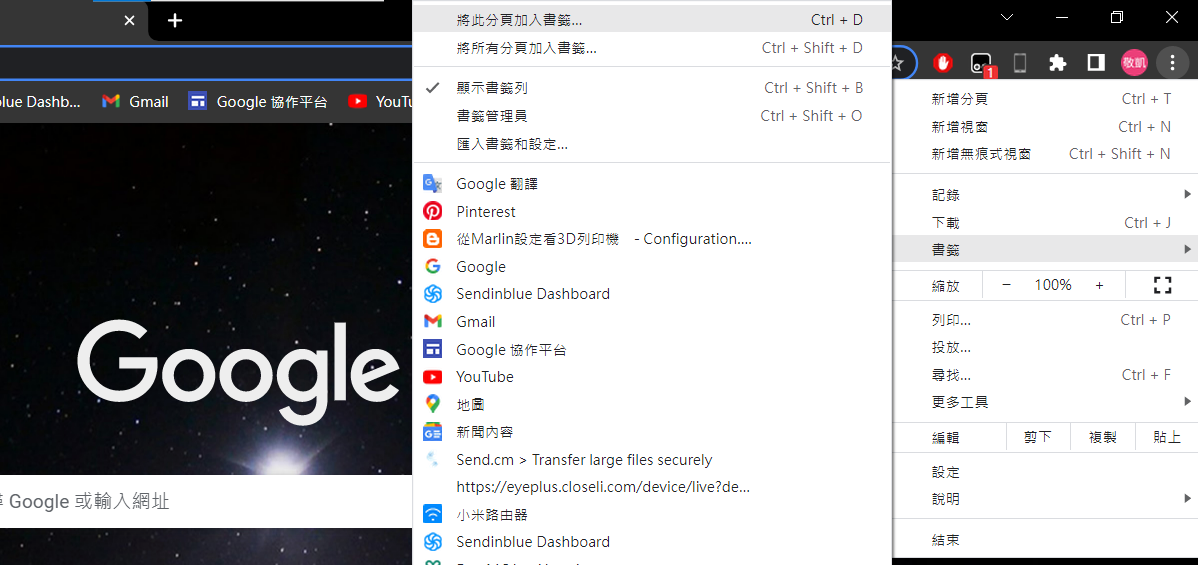 將此分頁加入書籤... Ctrl + D
將所有分頁加入書籤... Ctrl + Shift + D
顯示書籤列 Ctrl + Shift + B
書籤管理員 Ctrl + Shift + O
匯入書籤和設定...
Google 翻譯
Pinterest
從Marlin設定看3D列印機 - Configuration....
Google
Sendinblue Dashboard
Gmail
Google 協作平台
YouTube
地圖
新聞內容
Send.cm > Transfer large files securely
https://eyeplus.closeli.com/device/live?de...
小米路由器
Sendinblue Dashboard
1
敬凱
新增分頁 Ctrl + T
新增視窗 Ctrl + N
新增無痕式視窗 Ctrl + Shift + N
記錄
下載 Ctrl + J
書籤
縮放 − 100% +
列印... Ctrl + P
投放...
尋找... Ctrl + F
更多工具
編輯 剪下 複製 貼上
設定
說明
結束
lue Dashb... Gmail Google 協作平台 YouTu
Google
Google 或輸入網址